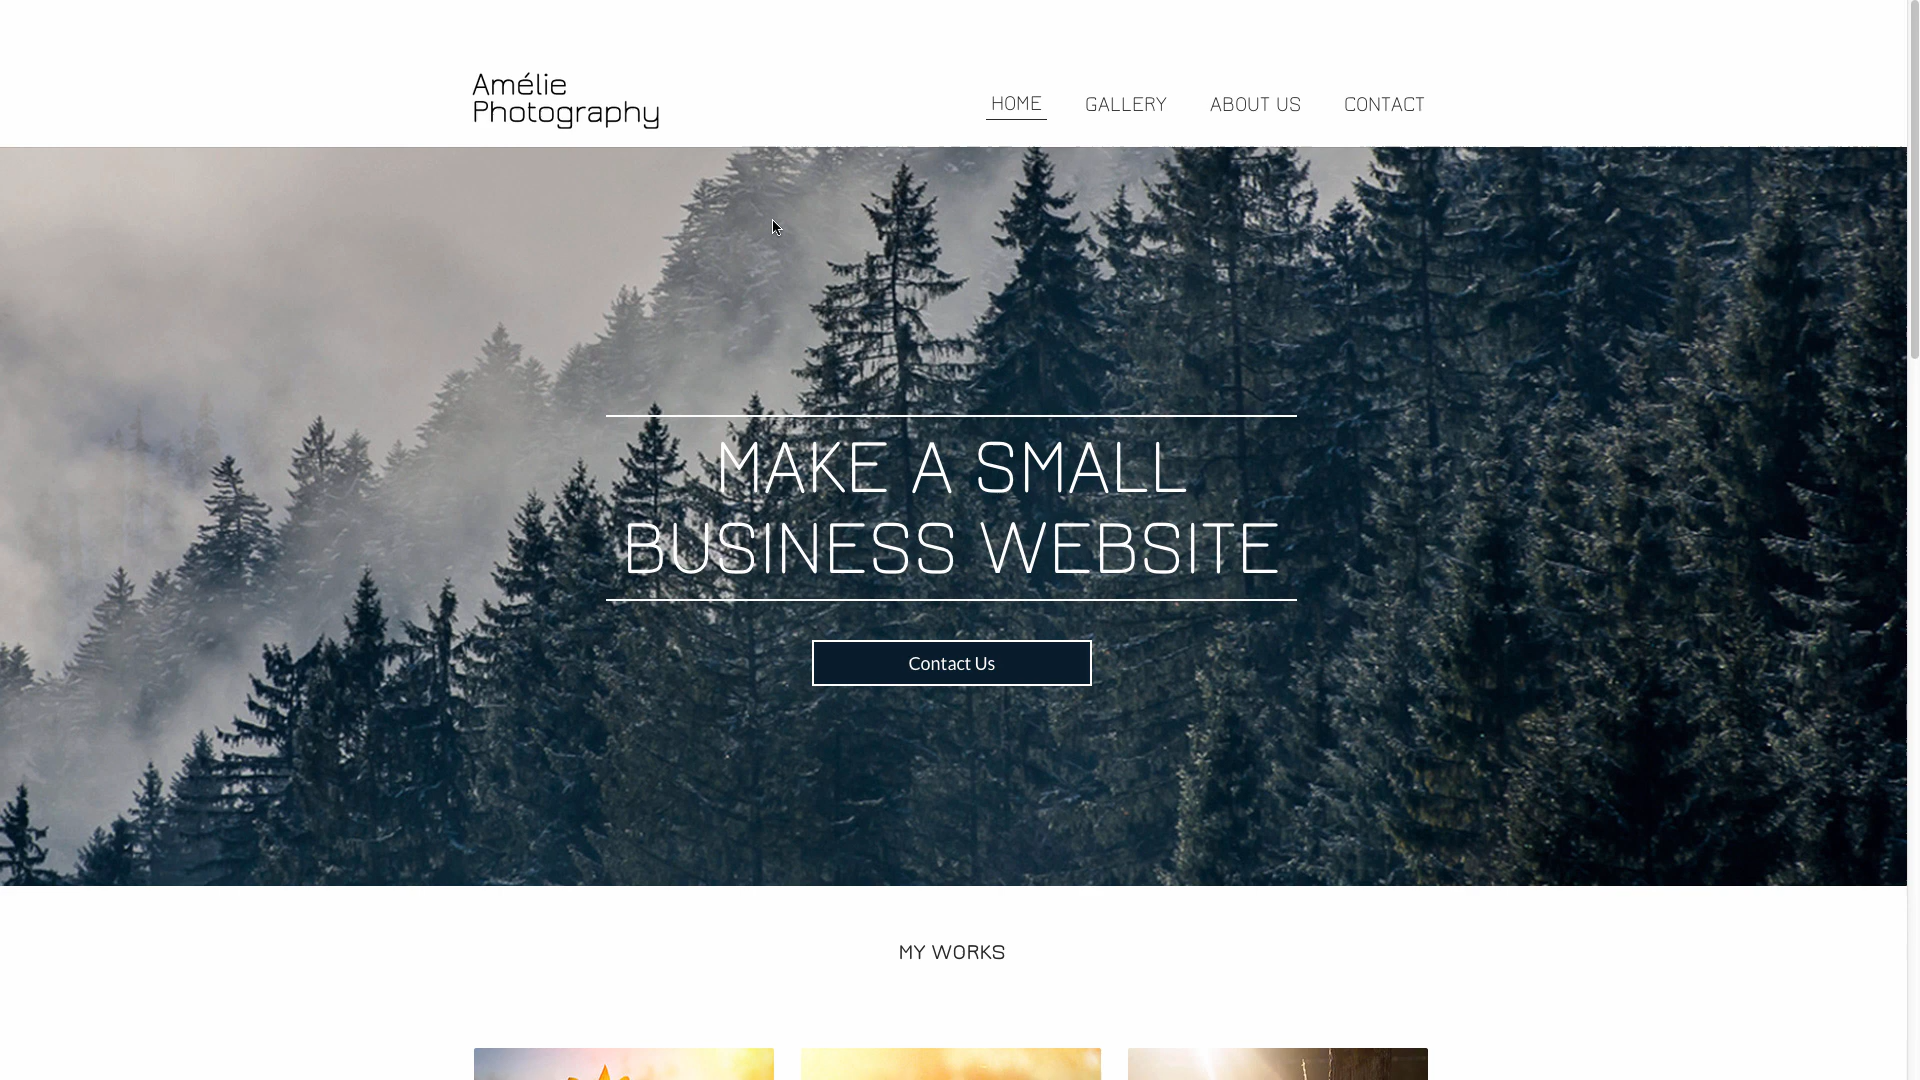 Amélie
Photography
HOME
GALLERY
ABOUT US
CONTACT
MAKE A SMALL
BUSINESS WEBSITE
Contact Us
MY WORKS